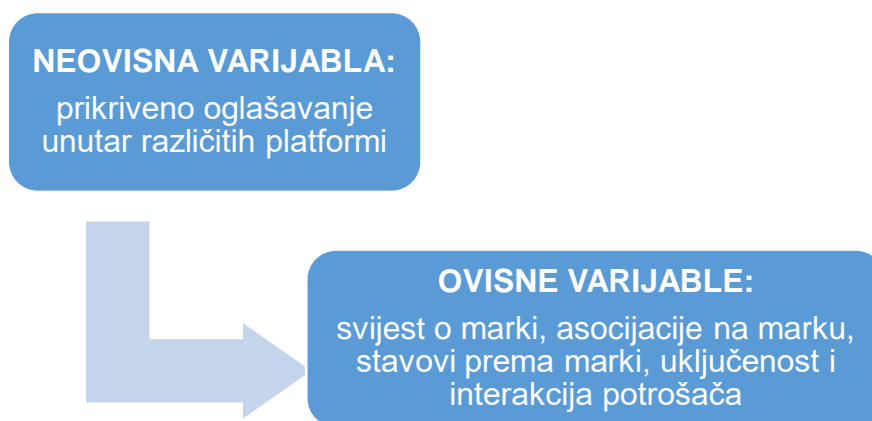 NEOVISNA VARIJABLA:
prikriveno oglašavanje
unutar različitih platformi
OVISNE VARIJABLE:
svijest o marki, asocijacije na marku,
stavovi prema marki, uključenost i
interakcija potrošača